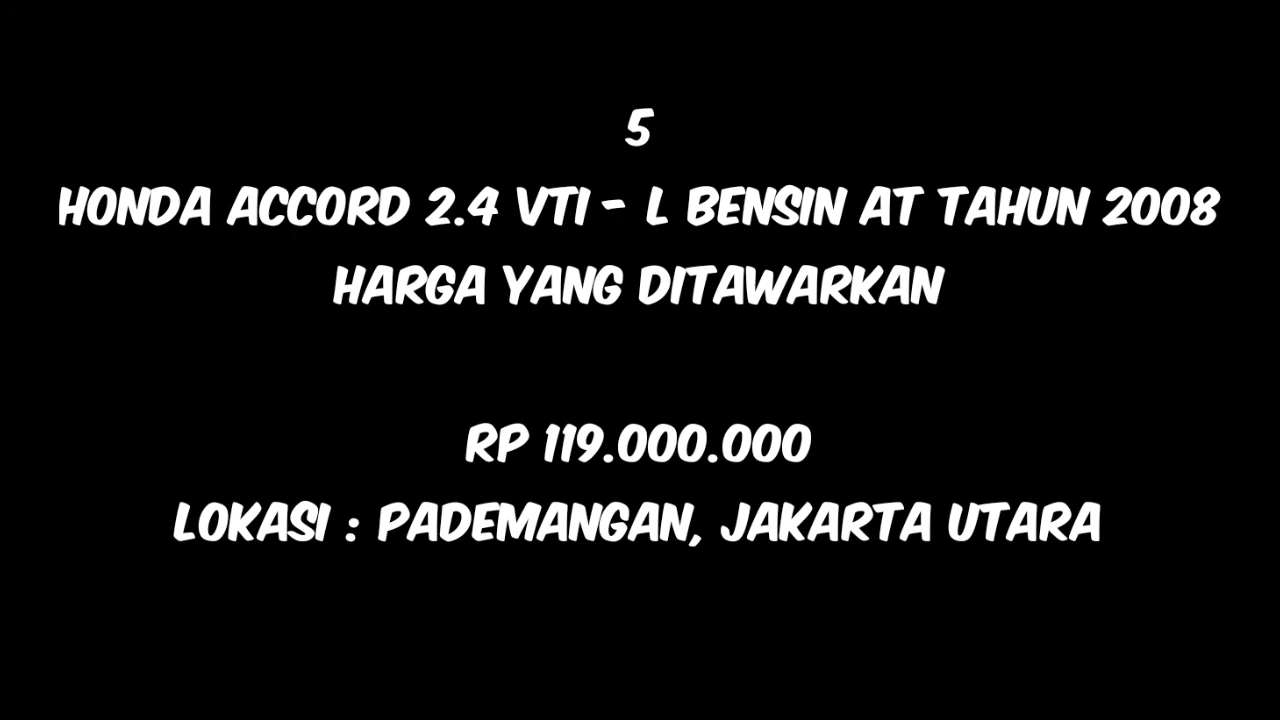 5
HONDA ACCORD 2.4 VTI - L BENSIN AT TAHUN 2008
HARGA YANG DITAWARKAN
RP 119.000.000
LOKASI : PADEMANGAN, JAKARTA UTARA